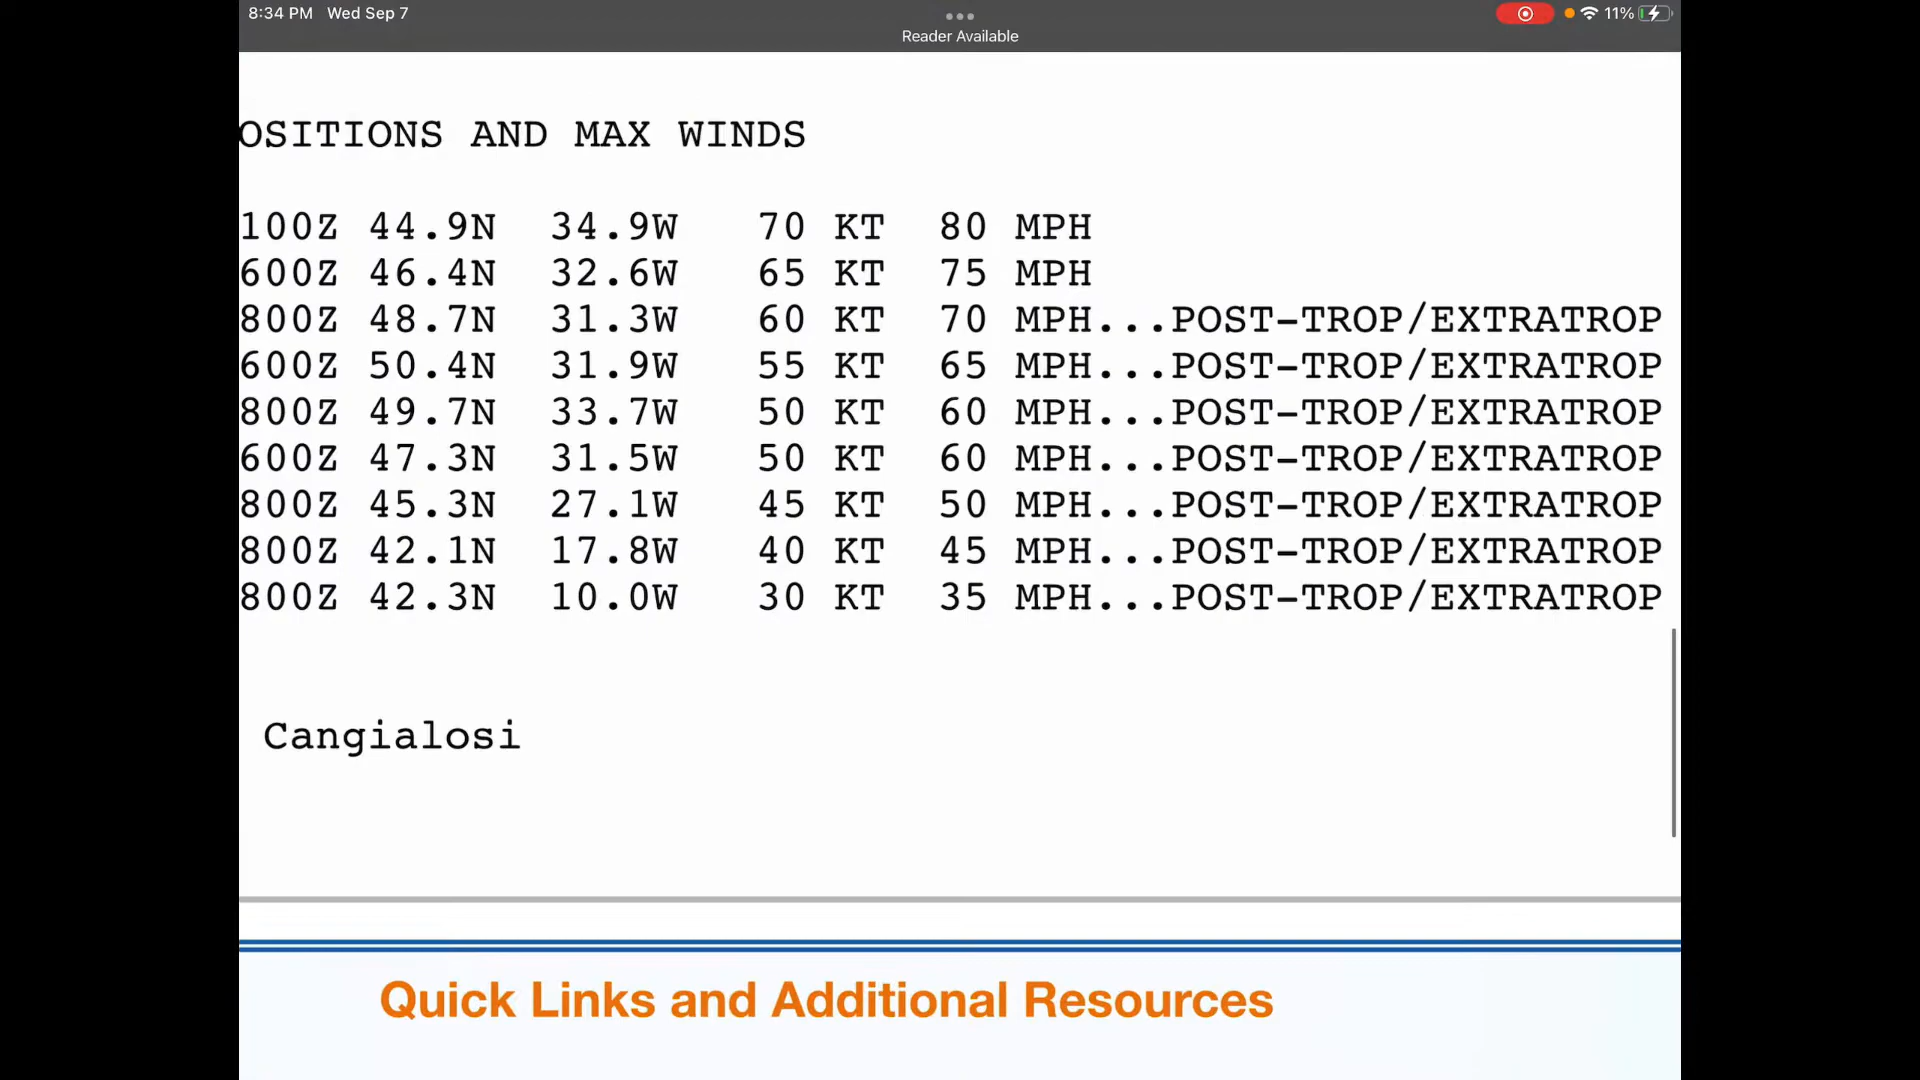 8:34 PM Wed Sep 7
11%
Reader Available
OSITIONS AND MAX WINDS
100Z 44.9N 34.9W 70 KT 80 MPH
600Z 46.4N 32.6W 65 KT 75 MPH
800Z 48.7N 31.3W 60 KT 70 MPH...POST-TROP/EXTRATROP
600Z 50.4N 31.9W 55 KT 65 MPH...POST-TROP/EXTRATROP
800Z 49.7N 33.7W 50 KT 60 MPH...POST-TROP/EXTRATROP
600Z 47.3N 31.5W 50 KT 60 MPH...POST-TROP/EXTRATROP
800Z 45.3N 27.1W 45 KT 50 MPH...POST-TROP/EXTRATROP
800Z 42.1N 17.8W 40 KT 45 MPH...POST-TROP/EXTRATROP
800Z 42.3N 10.0W 30 KT 35 MPH...POST-TROP/EXTRATROP
Cangialosi
Quick Links and Additional Resources